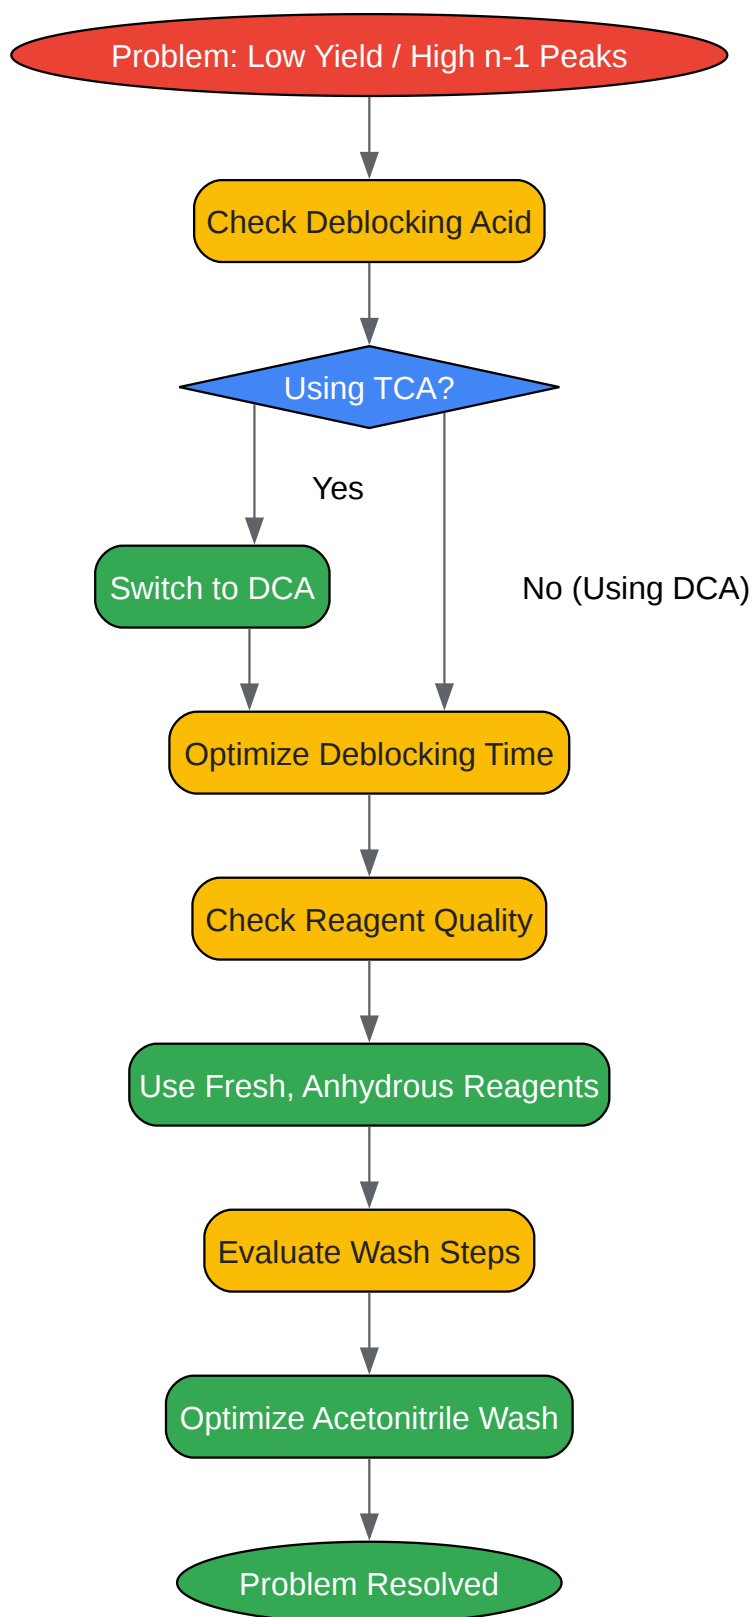 Problem: Low Yield / High n-1 Peaks
Check Deblocking Acid
Using TCA?
Yes
Switch to DCA
No (Using DCA)
Optimize Deblocking Time
Check Reagent Quality
Use Fresh, Anhydrous Reagents
Evaluate Wash Steps
Optimize Acetonitrile Wash
Problem Resolved